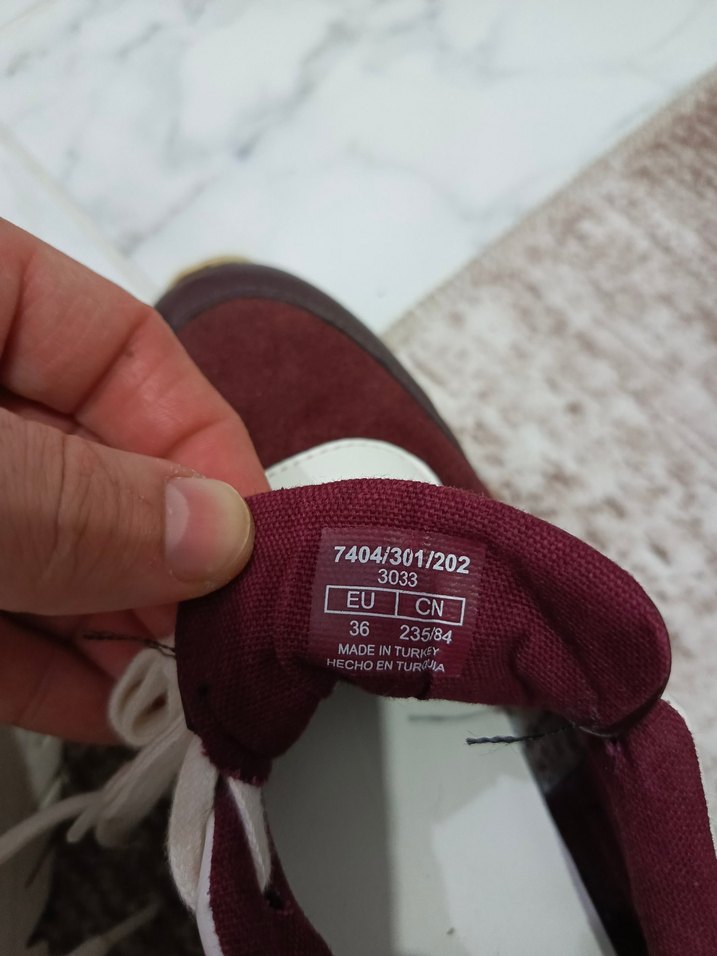 7404/301/202
3033
EU CN
36 235/84
MADE IN TURKEY
HECHO EN TURQUIA